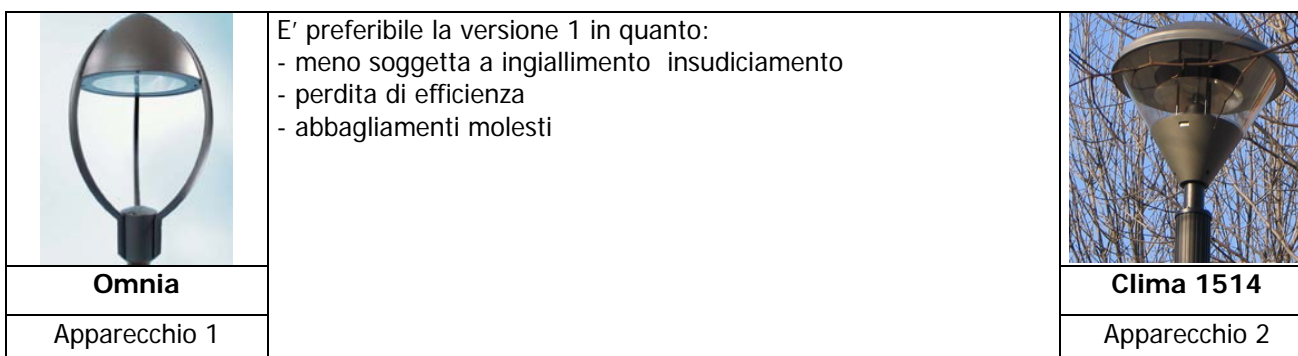 E' preferibile la versione 1 in quanto:
- meno soggetta a ingiallimento  insudiciamento
- perdita di efficienza
- abbagliamenti molesti
Omnia
Clima 1514
Apparecchio 1
Apparecchio 2